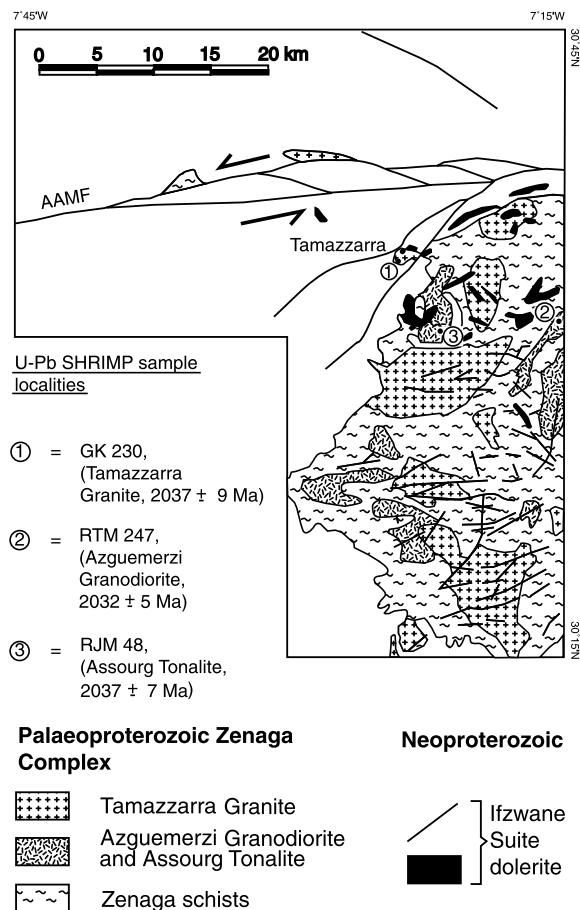 7˚45'W
7˚15'W
30˚45'N
0 5 10 15 20 km
AAMF
Tamazzarra
1
2
3
30˚15'N
U-Pb SHRIMP sample
localities
1 = GK 230,
(Tamazzarra
Granite, 2037 ± 9 Ma)
2 = RTM 247,
(Azguemerzi
Granodiorite,
2032 ± 5 Ma)
3 = RJM 48,
(Assourg Tonalite,
2037 ± 7 Ma)
Palaeoproterozoic Zenaga
Complex
Tamazzarra Granite
Azguemerzi Granodiorite
and Assourg Tonalite
Zenaga schists
Neoproterozoic
Ifzwane
Suite
dolerite